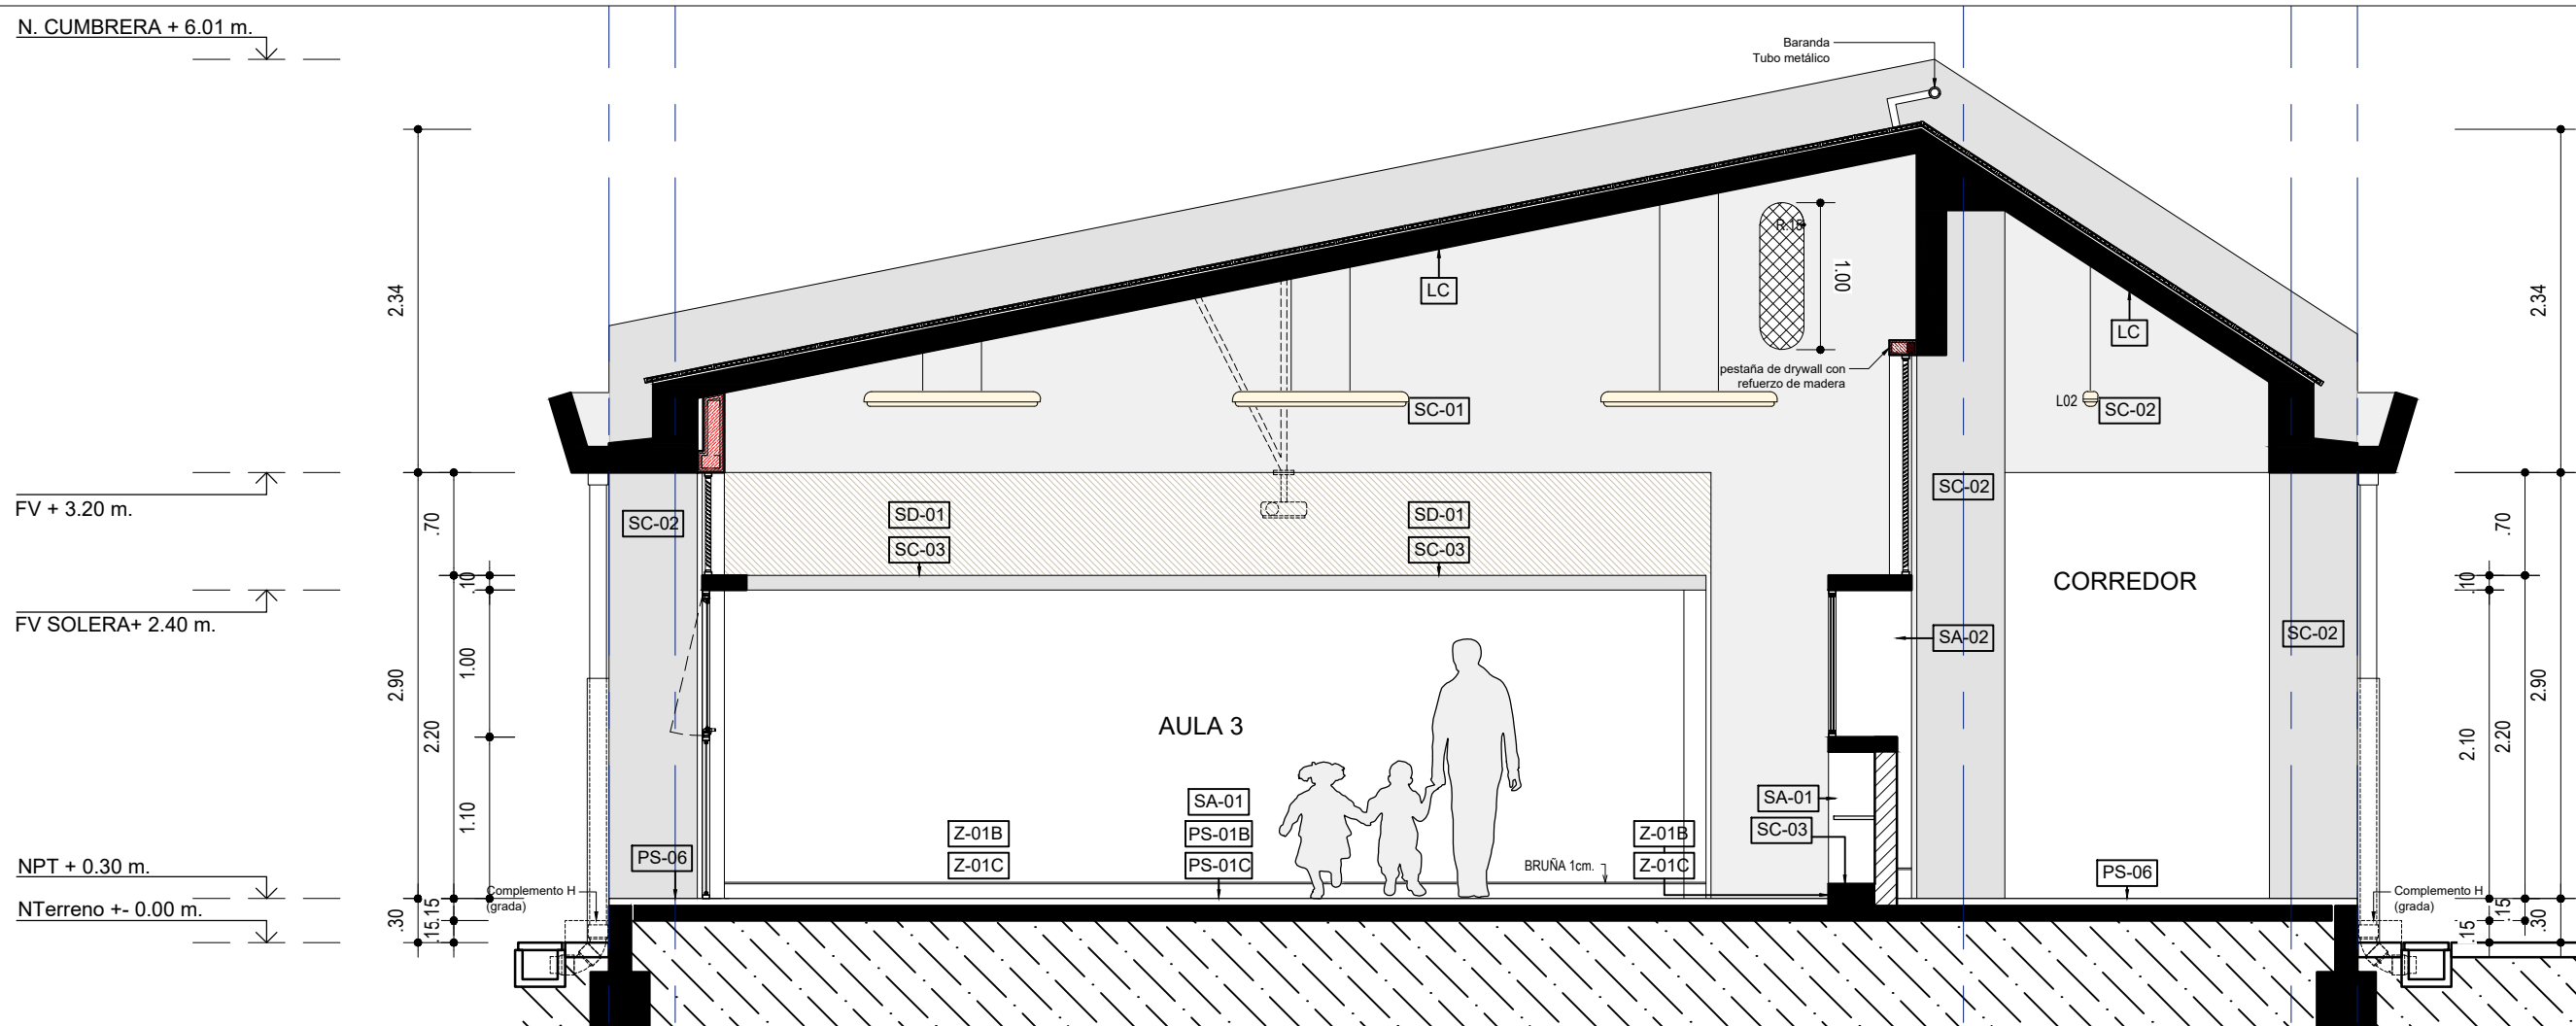 N. CUMBRERA + 6.01 m.
Baranda
Tubo metálico
2.34
R.15
1.00
LC
LC
2.34
pestaña de drywall con
refuerzo de madera
SC-01
L02
SC-02
FV + 3.20 m.
.70
SC-02
SD-01
SC-03
SD-01
SC-03
SC-02
.70
.10
FV SOLERA+ 2.40 m.
CORREDOR
.10
1.00
2.90
2.20
SA-02
SC-02
2.90
2.20
2.10
AULA 3
1.10
SA-01
PS-01B
PS-01C
Z-01B
Z-01C
Z-01B
Z-01C
SA-01
SC-03
BRUÑA 1cm.
PS-06
PS-06
NPT + 0.30 m.
Complemento H
(grada)
Complemento H
(grada)
NTerreno +- 0.00 m.
.30
.15
.15
.15
.15
.30